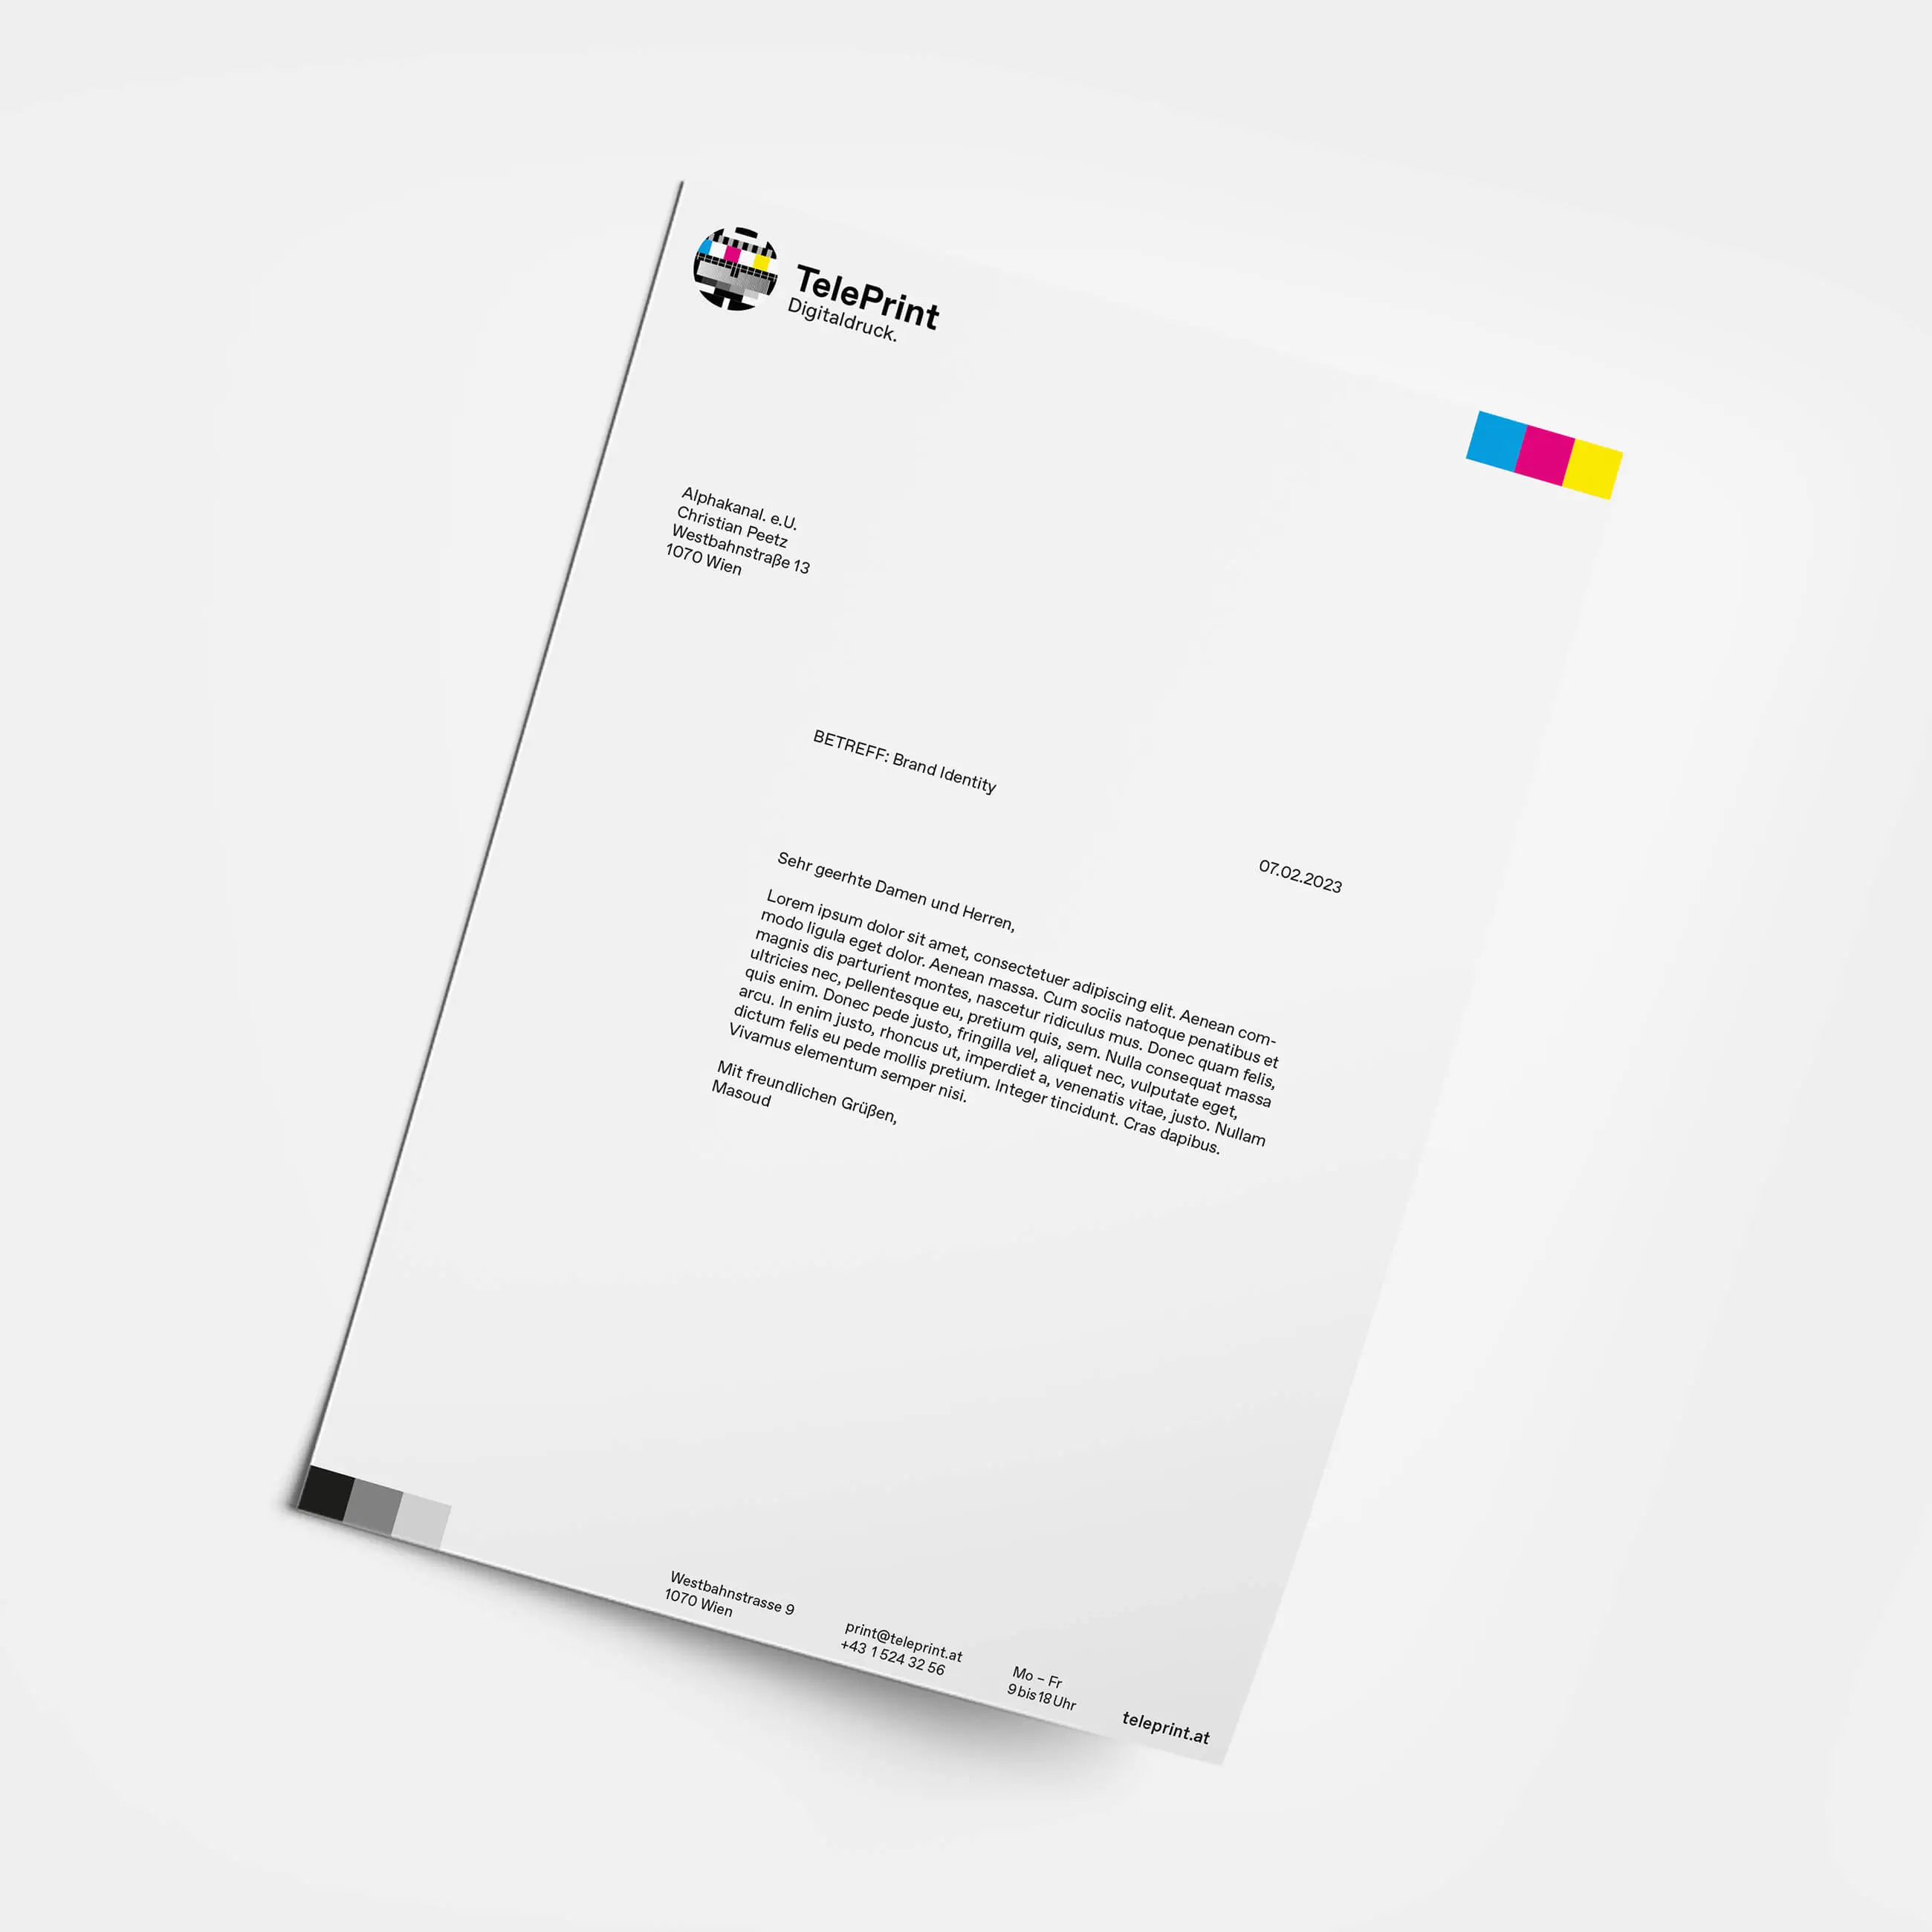 TelePrint
Digitaldruck.
Alphakanal. e.U.
Christian Peetz
Westbahnstraße 13
1070 Wien
BETREFF: Brand Identity
07.02.2023
Sehr geerhte Damen und Herren,
Lorem ipsum dolor sit amet, consectetuer adipiscing elit. Aenean com-
modo ligula eget dolor. Aenean massa. Cum sociis natoque penatibus et
magnis dis parturient montes, nascetur ridiculus mus. Donec quam felis,
ultricies nec, pellentesque eu, pretium quis, sem. Nulla consequat massa
quis enim. Donec pede justo, fringilla vel, aliquet nec, vulputate eget,
arcu. In enim justo, rhoncus ut, imperdiet a, venenatis vitae, justo. Nullam
dictum felis eu pede mollis pretium. Integer tincidunt. Cras dapibus.
Vivamus elementum semper nisi.
Mit freundlichen Grüßen,
Masoud
Westbahnstrasse 9
1070 Wien
print@teleprint.at
+43 1 524 32 56
Mo – Fr
9 bis 18 Uhr
teleprint.at